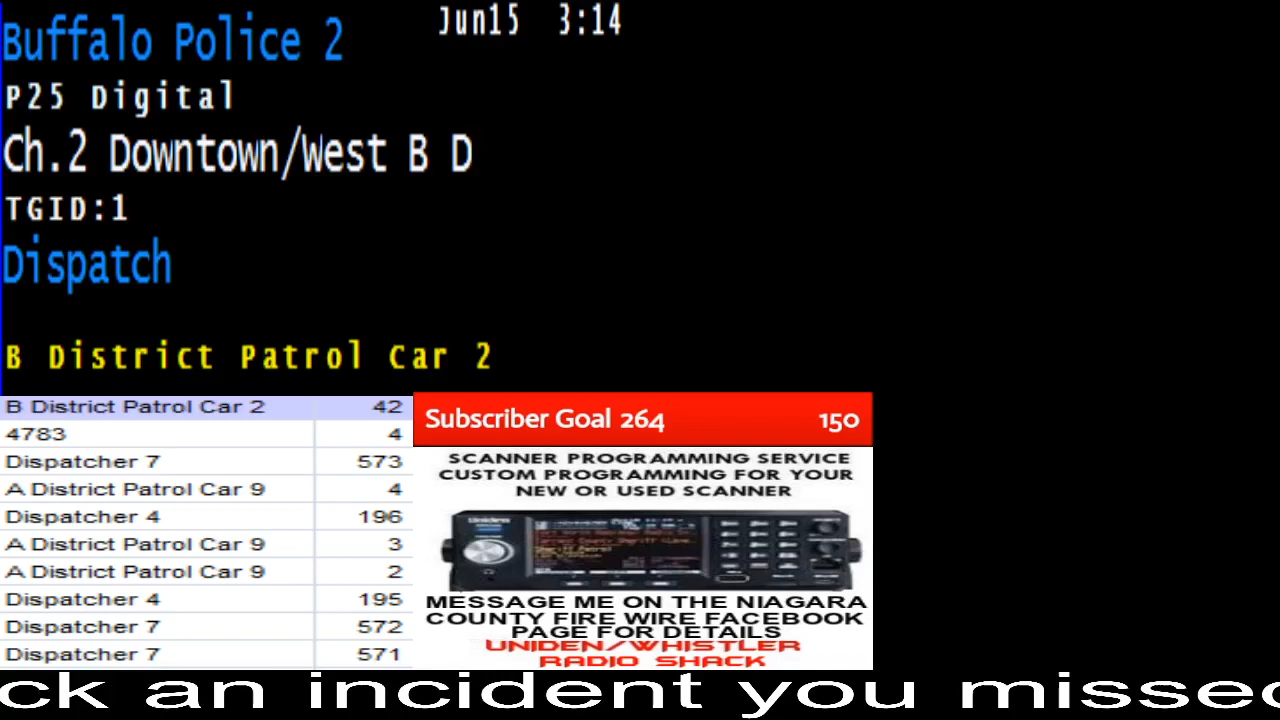 Buffalo Police 2
Jun15 3:14
P25 Digital
Ch.2 Downtown/West B D
TGID:1
Dispatch
B District Patrol Car 2
B District Patrol Car 2 42
4783 4
Dispatcher 7 573
A District Patrol Car 9 4
Dispatcher 4 196
A District Patrol Car 9 3
A District Patrol Car 9 2
Dispatcher 4 195
Dispatcher 7 572
Dispatcher 7 571
Subscriber Goal 264 150
SCANNER PROGRAMMING SERVICE
CUSTOM PROGRAMMING FOR YOUR
NEW OR USED SCANNER
Uniden
MESSAGE ME ON THE NIAGARA
COUNTY FIRE WIRE FACEBOOK
PAGE FOR DETAILS
UNIDEN/WHISTLER
RADIO SHACK
ck an incident you missed